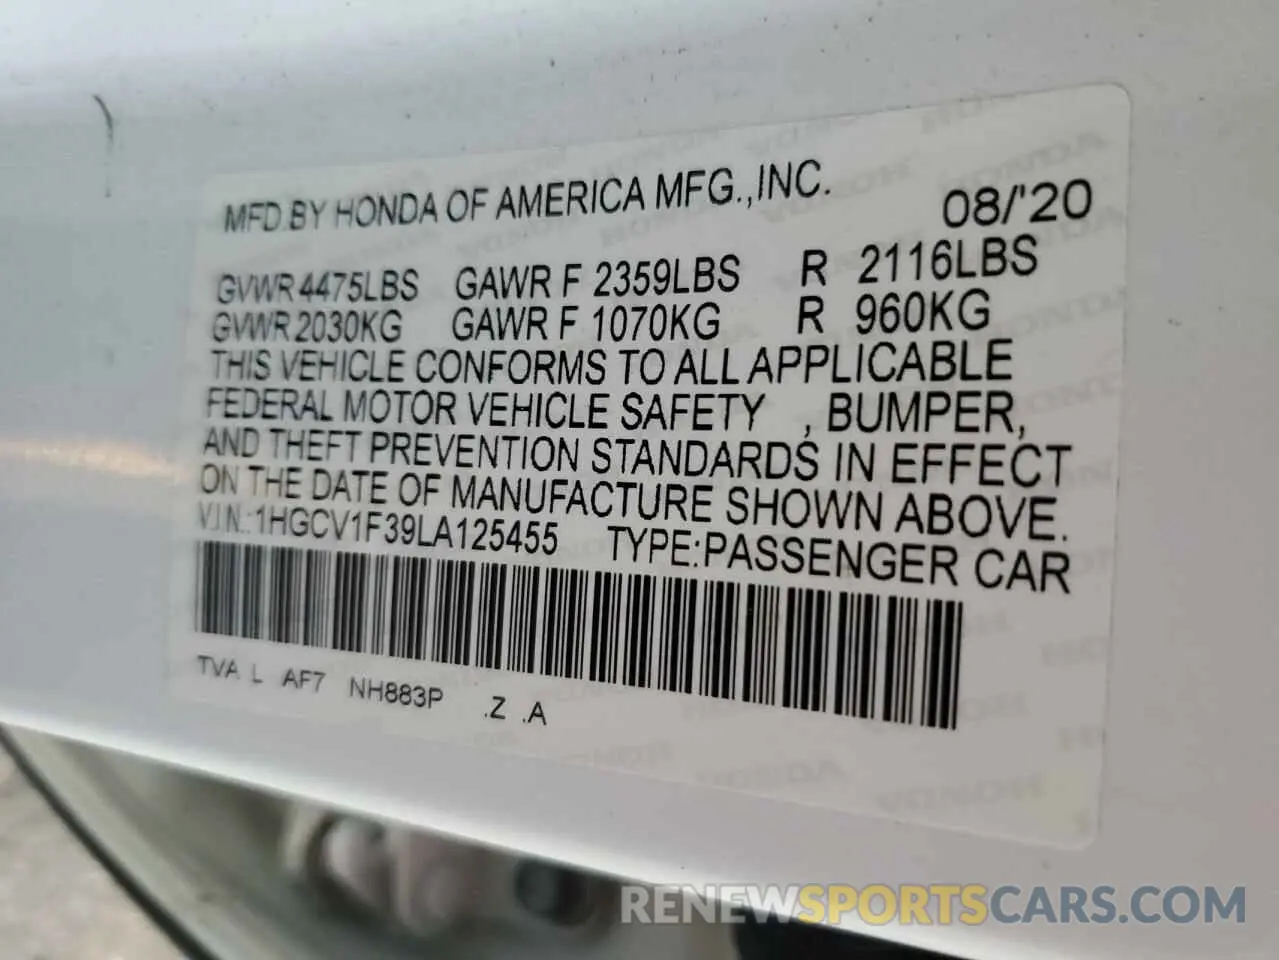 MFD.BY HONDA OF AMERICA MFG.,INC. 08/'20
GVWR 4475LBS GAWR F 2359LBS R 2116LBS
GVWR 2030KG GAWR F 1070KG R 960KG
THIS VEHICLE CONFORMS TO ALL APPLICABLE
FEDERAL MOTOR VEHICLE SAFETY , BUMPER,
AND THEFT PREVENTION STANDARDS IN EFFECT
ON THE DATE OF MANUFACTURE SHOWN ABOVE.
V.I.N.:1HGCV1F39LA125455 TYPE:PASSENGER CAR
TVA L AF7 NH883P .Z .A
RENEWSPORTSCARS.COM